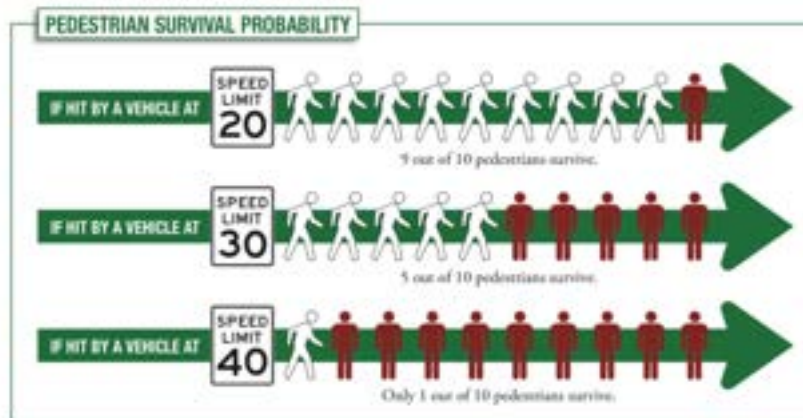 PEDESTRIAN SURVIVAL PROBABILITY
IF HIT BY A VEHICLE AT
SPEED
LIMIT
20
9 out of 10 pedestrians survive.
IF HIT BY A VEHICLE AT
SPEED
LIMIT
30
5 out of 10 pedestrians survive.
IF HIT BY A VEHICLE AT
SPEED
LIMIT
40
Only 1 out of 10 pedestrians survive.